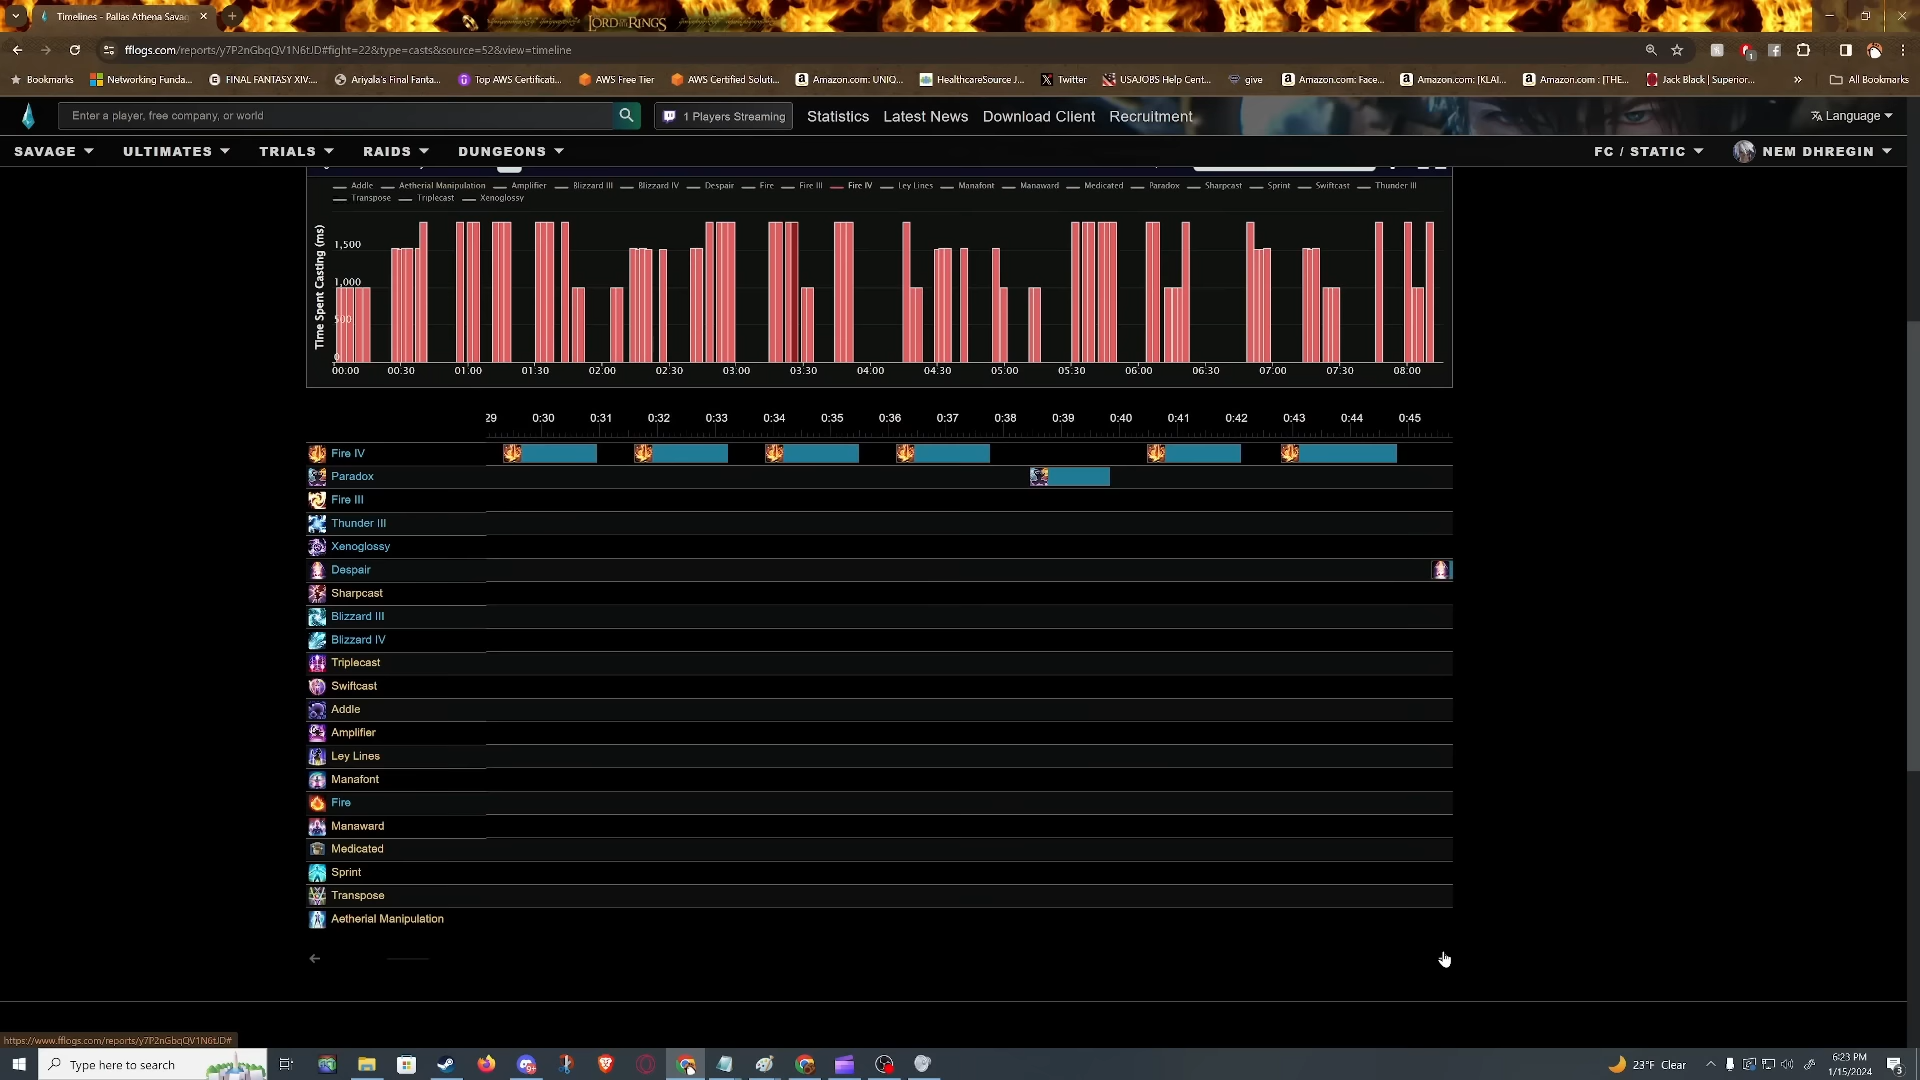 Timelines - Pallas Athena Sava
LORD OF THE RINGS
fflogs.com/reports/y7P2nGbqQV1N6tJD#fight=22&type=casts&source=52&view=timeline
Bookmarks
Networking Funda...
FINAL FANTASY XIV:...
Ariyala's Final Fanta...
Top AWS Certificati...
AWS Free Tier
AWS Certified Soluti...
Amazon.com: UNIQ...
HealthcareSource J...
Twitter
USAJOBS Help Cent...
give
Amazon.com: Face...
Amazon.com: [KLAI...
Amazon.com : [THE...
Jack Black | Superior...
»
All Bookmarks
Enter a player, free company, or world
1 Players Streaming
Statistics
Latest News
Download Client
Recruitment
Language
SAVAGE
ULTIMATES
TRIALS
RAIDS
DUNGEONS
FC / STATIC
NEM DHREGIN
Addle Aetherial Manipulation Amplifier Blizzard III Blizzard IV Despair Fire Fire III Fire IV Ley Lines Manafont Manaward Medicated Paradox Sharpcast Sprint Swiftcast Thunder III
Transpose Triplecast Xenoglossy
Time Spent Casting (ms)
1,500
1,000
500
0
00:00 00:30 01:00 01:30 02:00 02:30 03:00 03:30 04:00 04:30 05:00 05:30 06:00 06:30 07:00 07:30 08:00
29 0:30 0:31 0:32 0:33 0:34 0:35 0:36 0:37 0:38 0:39 0:40 0:41 0:42 0:43 0:44 0:45
Fire IV
Paradox
Fire III
Thunder III
Xenoglossy
Despair
Sharpcast
Blizzard III
Blizzard IV
Triplecast
Swiftcast
Addle
Amplifier
Ley Lines
Manafont
Fire
Manaward
Medicated
Sprint
Transpose
Aetherial Manipulation
https://www.fflogs.com/reports/y7P2nGbqQV1N6tJD#
Type here to search
9+
23°F Clear
6:23 PM
1/15/2024
3